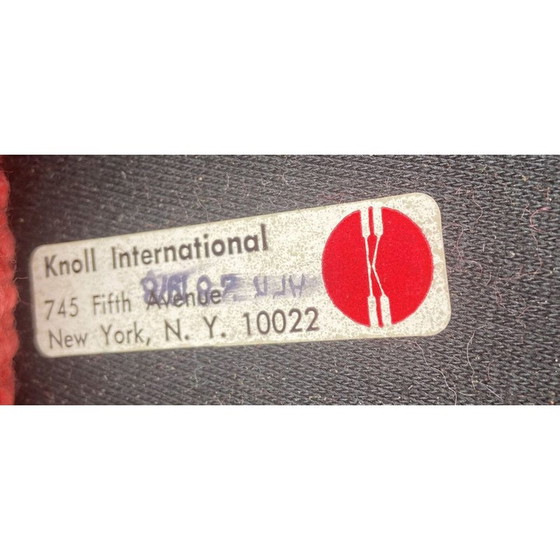 Knoll International
745 Fifth Avenue
New York, N. Y. 10022